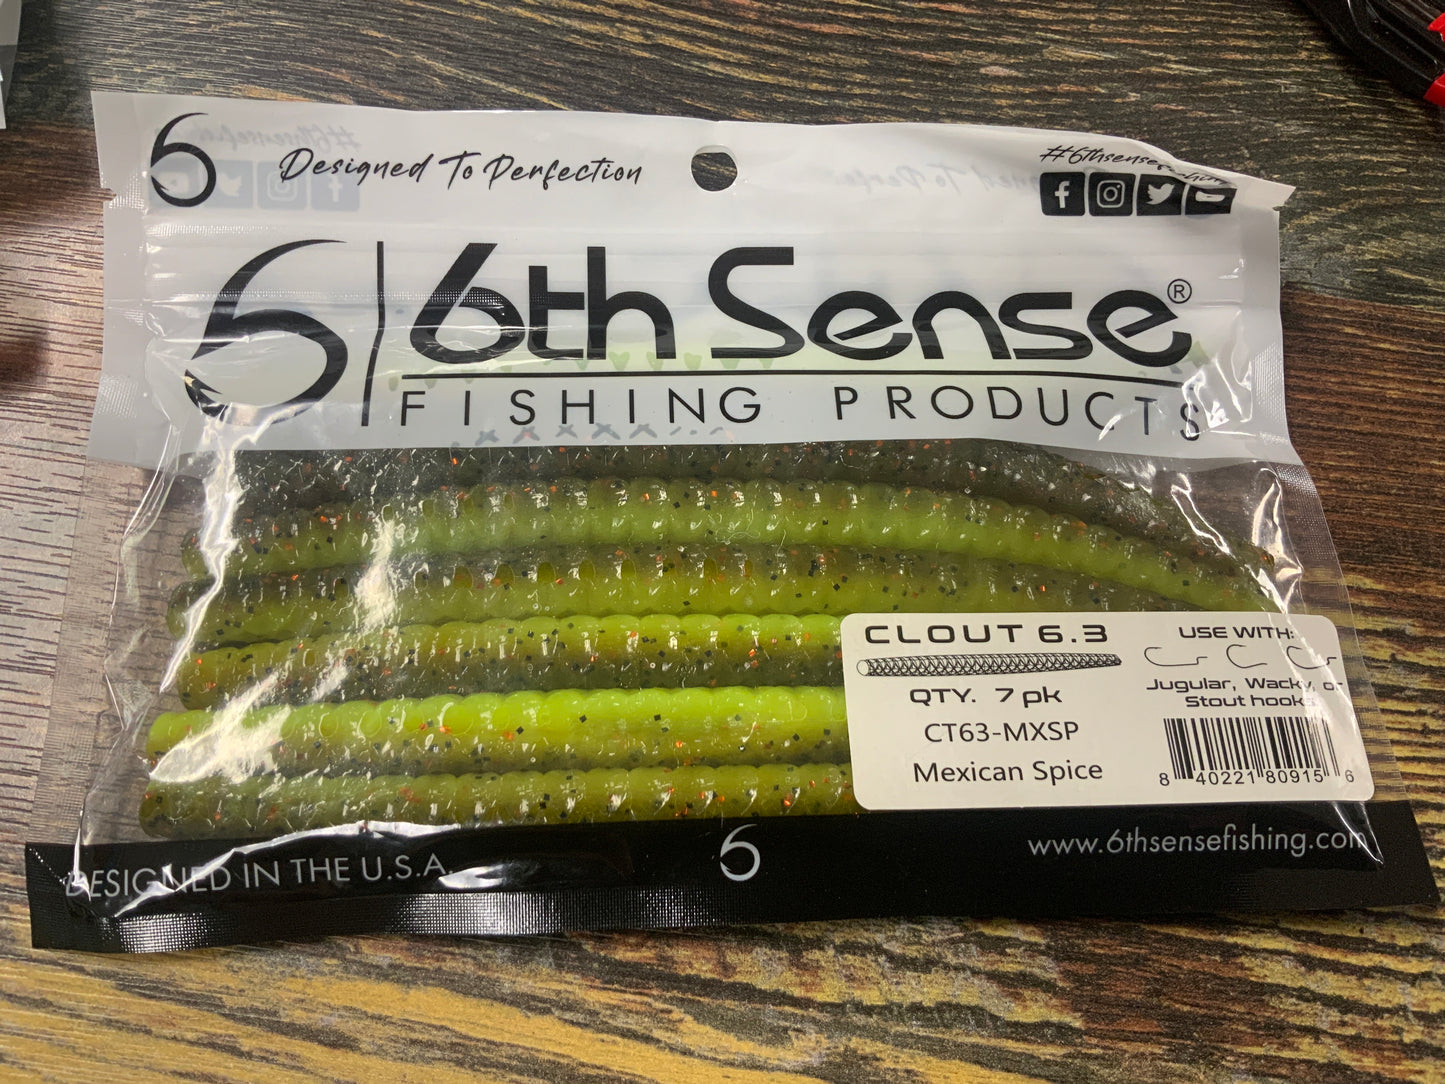 6 Designed To Perfection #6thsensefishing
6 6th Sense®
FISHING PRODUCTS
CLOUT 6.3
QTY. 7 pk
CT63-MXSP
Mexican Spice
USE WITH:
Jugular, Wacky, or
Stout hooks
8 40221 80915 6
DESIGNED IN THE U.S.A.
6
www.6thsensefishing.com